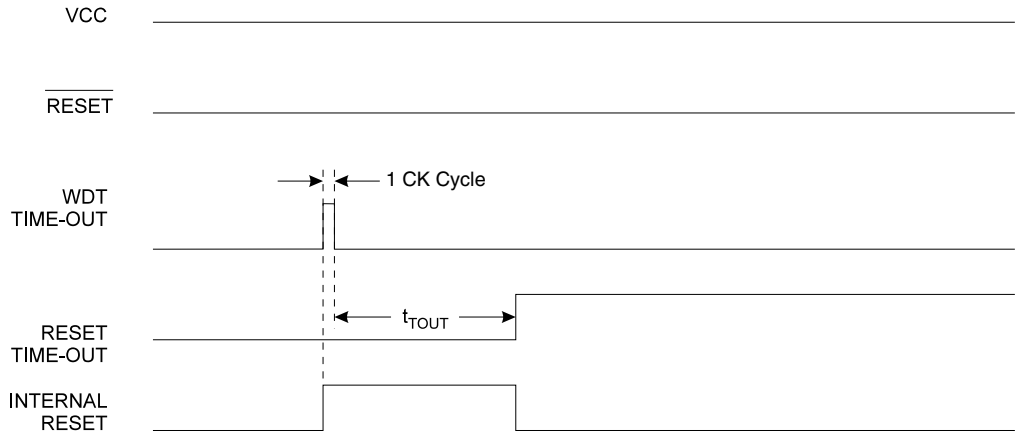 VCC
RESET
1 CK Cycle
WDT
TIME-OUT
tTOUT
RESET
TIME-OUT
INTERNAL
RESET